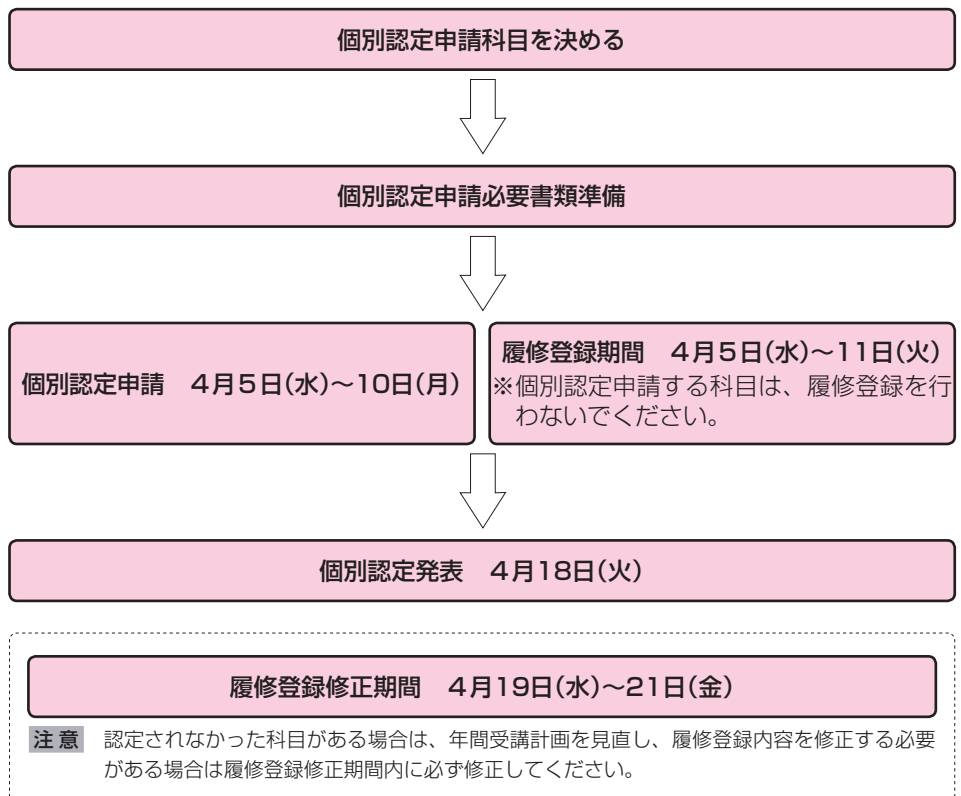 個別認定申請科目を決める
個別認定申請必要書類準備
個別認定申請　4月5日(水)～10日(月)
履修登録期間　4月5日(水)～11日(火)
※個別認定申請する科目は、履修登録を行
わないでください。
個別認定発表　4月18日(火)
履修登録修正期間　4月19日(水)～21日(金)
注意　認定されなかった科目がある場合は、年間受講計画を見直し、履修登録内容を修正する必要
がある場合は履修登録修正期間内に必ず修正してください。